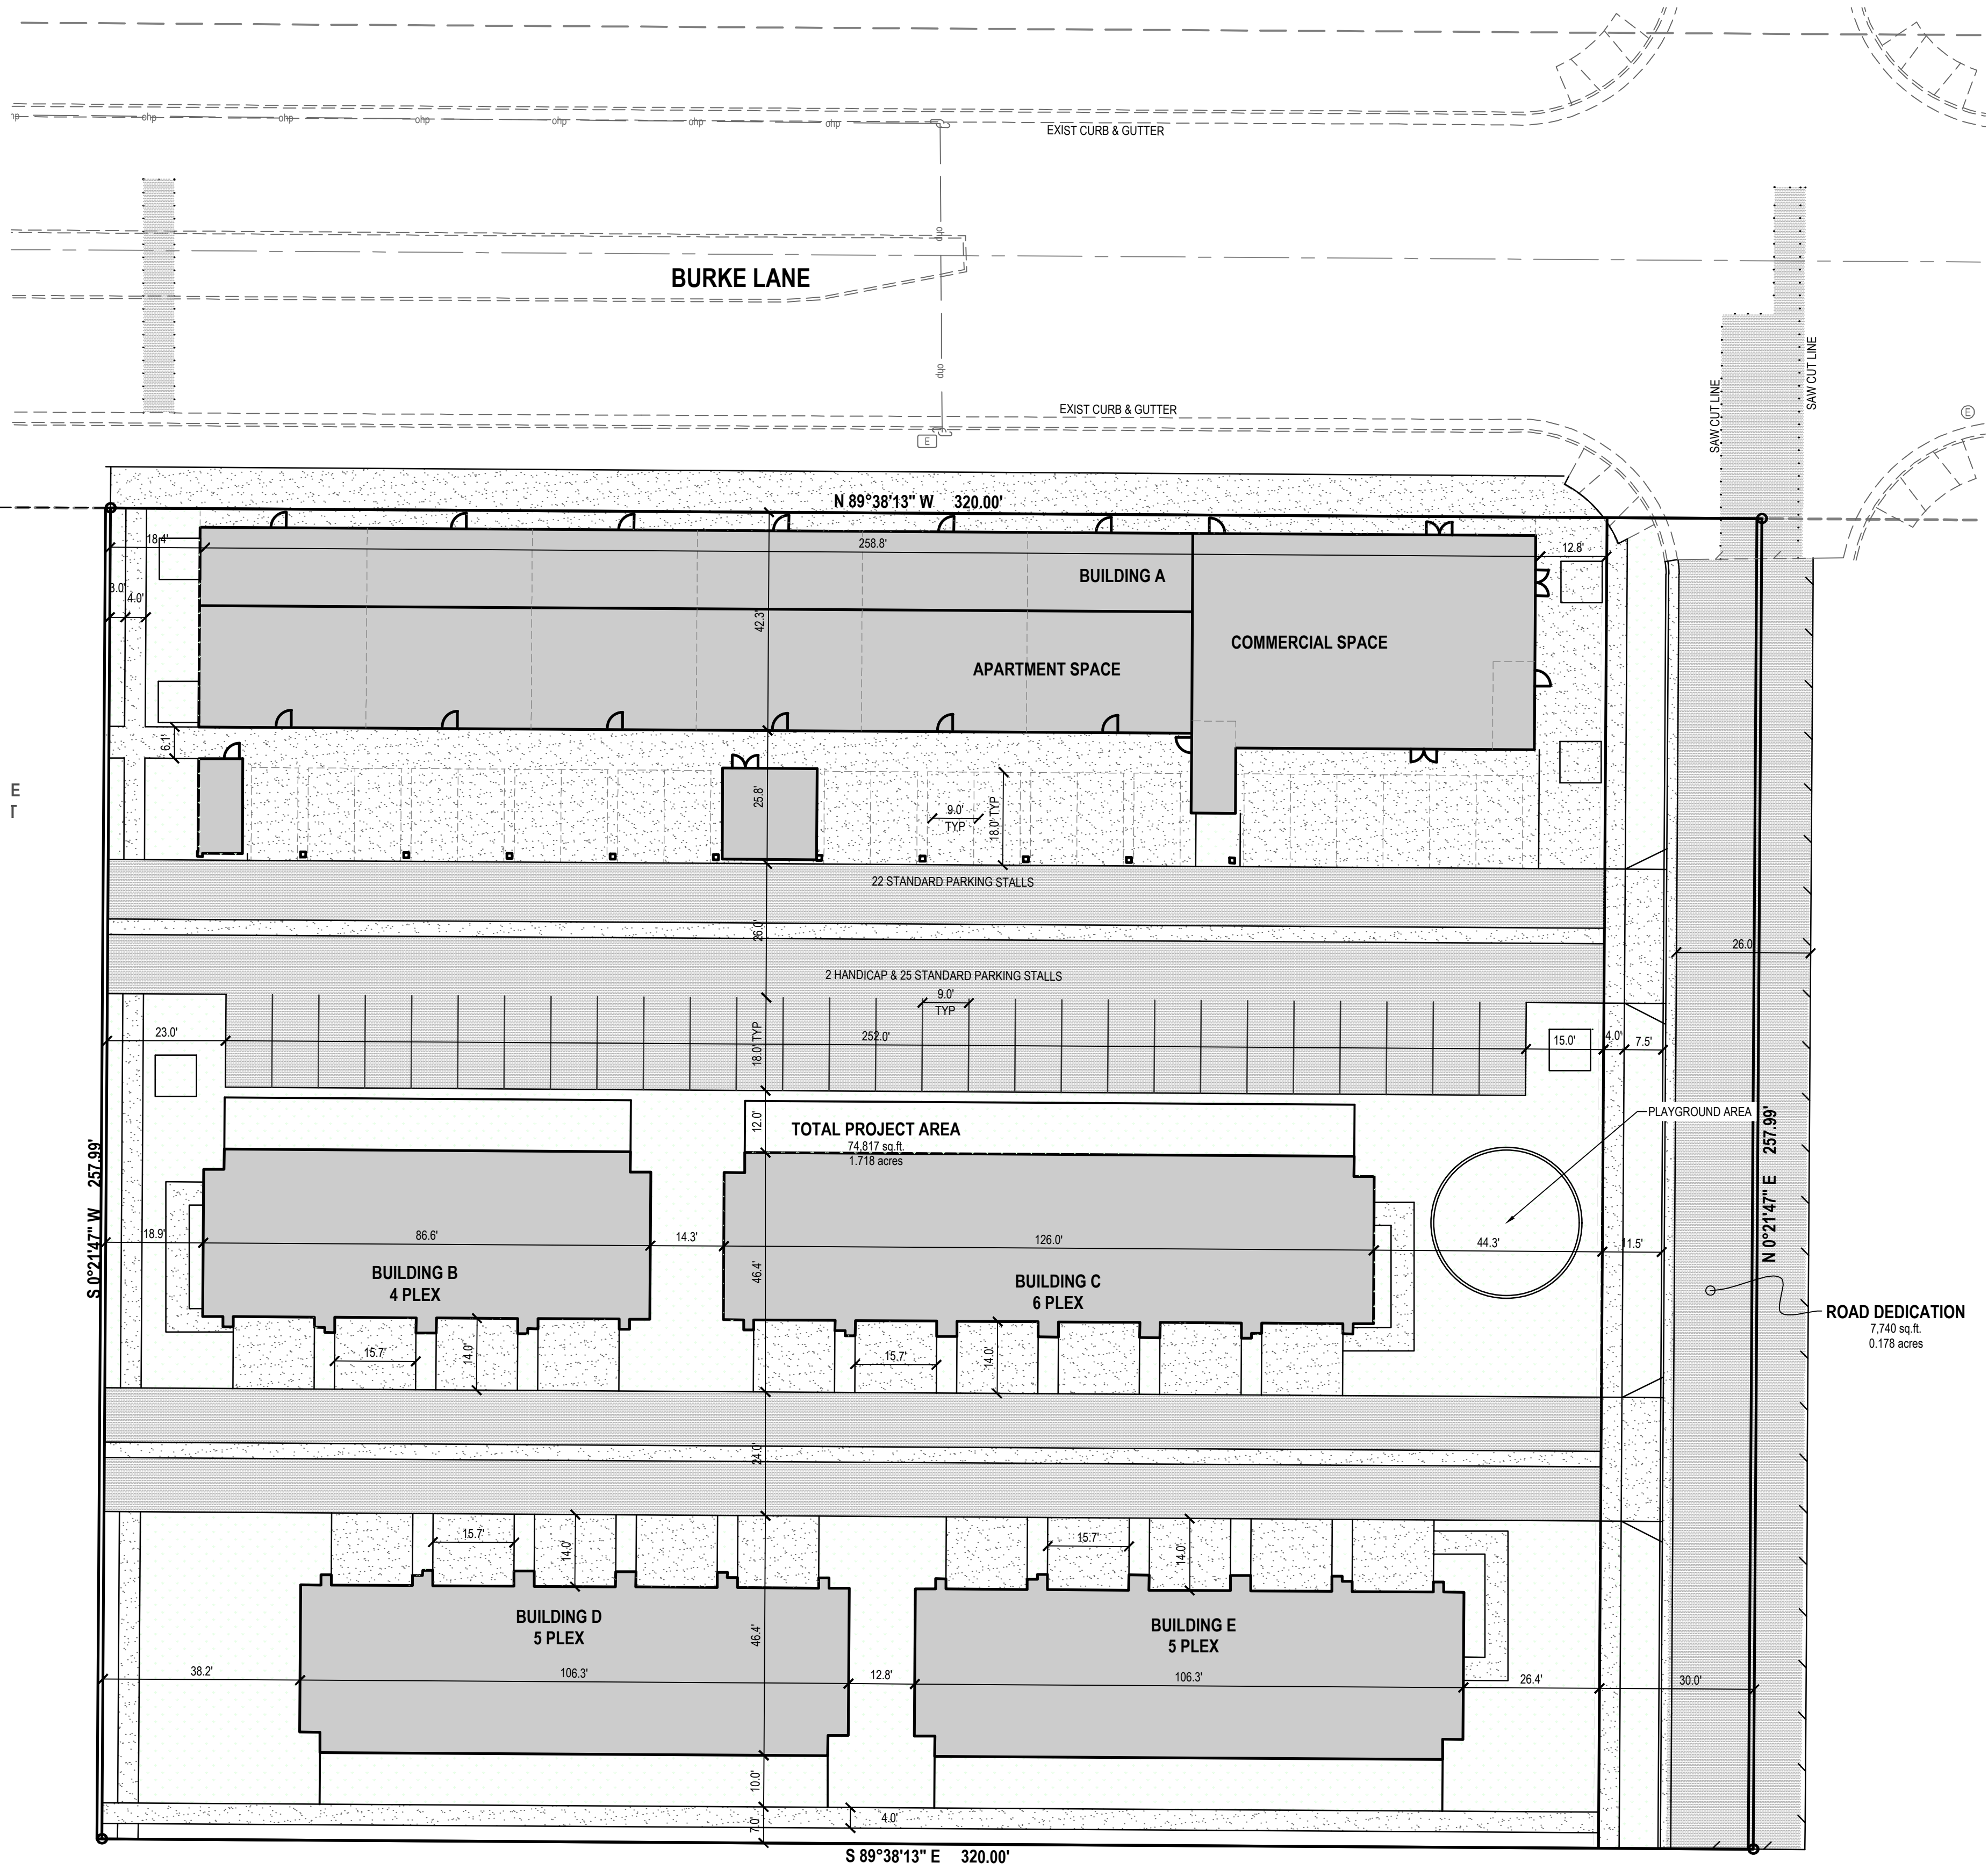 hp
ohp
ohp
ohp
ohp
ohp
ohp
EXIST CURB & GUTTER
ohp
BURKE LANE
ohp
SAW CUT LINE
SAW CUT LINE
EXIST CURB & GUTTER
E
E
N 89°38'13" W 320.00'
18.4'
258.8'
12.8'
BUILDING A
3.0'
4.0'
42.3'
COMMERCIAL SPACE
APARTMENT SPACE
6.1'
E
T
25.8'
9.0'
TYP
18.0' TYP
22 STANDARD PARKING STALLS
26.0'
26.0
2 HANDICAP & 25 STANDARD PARKING STALLS
9.0'
TYP
23.0'
18.0' TYP
252.0'
15.0'
4.0'
7.5'
PLAYGROUND AREA
12.0'
TOTAL PROJECT AREA
74,817 sq.ft.
1.718 acres
S 0°21'47" W 257.99'
N 0°21'47" E 257.99'
18.9'
86.6'
14.3'
126.0'
44.3'
11.5'
46.4'
BUILDING B
4 PLEX
BUILDING C
6 PLEX
ROAD DEDICATION
7,740 sq.ft.
0.178 acres
15.7'
14.0'
15.7'
14.0'
24.0'
15.7'
14.0'
15.7'
14.0'
BUILDING D
5 PLEX
46.4'
BUILDING E
5 PLEX
38.2'
106.3'
12.8'
106.3'
26.4'
30.0'
10.0'
4.0'
7.0'
S 89°38'13" E 320.00'